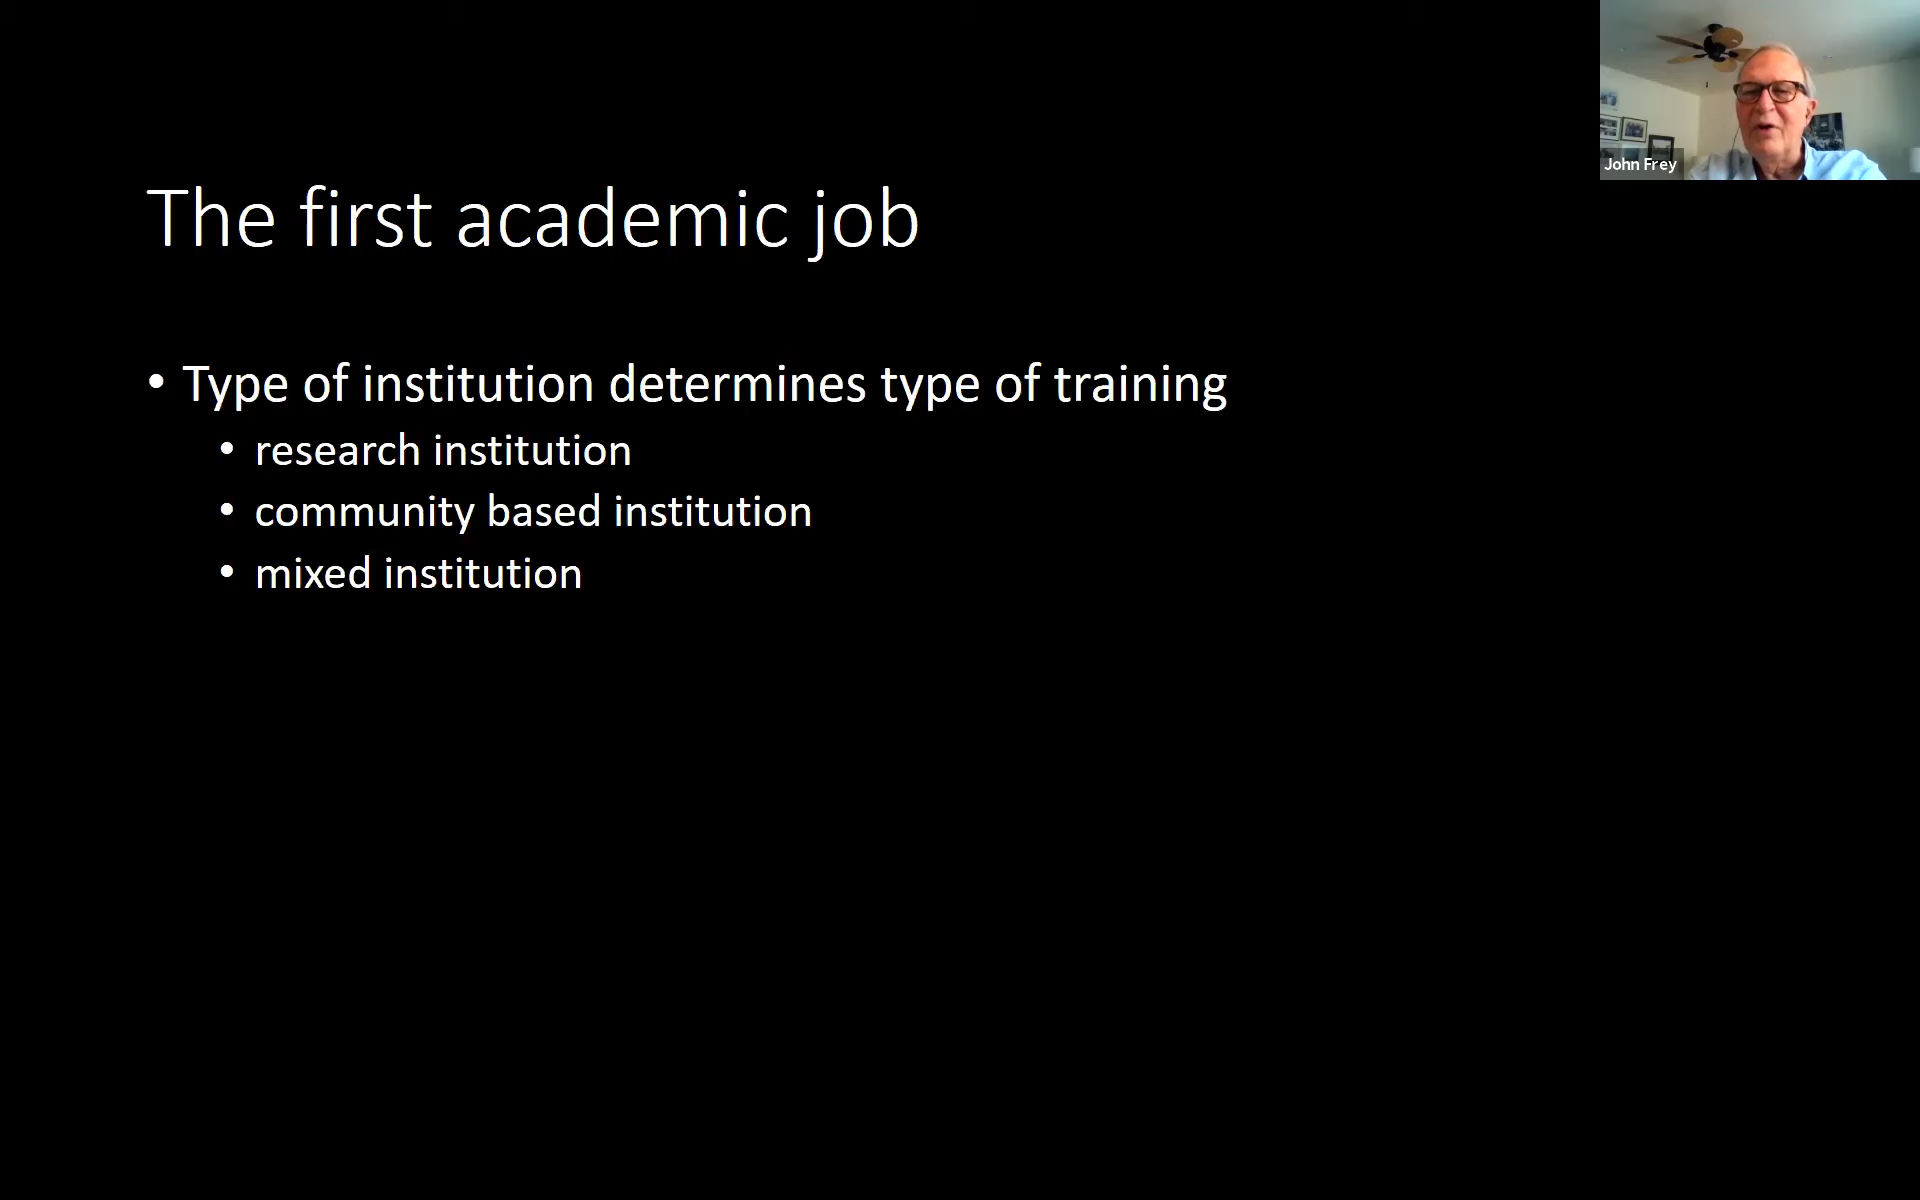 John Frey
The first academic job
• Type of institution determines type of training
• research institution
• community based institution
• mixed institution